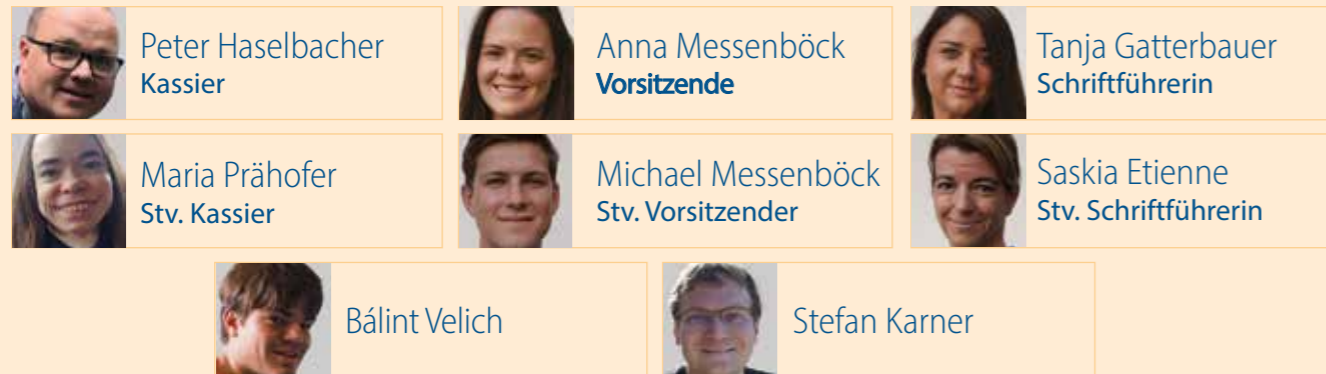 Peter Haselbacher
Kassier
Anna Messenböck
Vorsitzende
Tanja Gatterbauer
Schriftführerin
Maria Prähofer
Stv. Kassier
Michael Messenböck
Stv. Vorsitzender
Saskia Etienne
Stv. Schriftführerin
Bálint Velich
Stefan Karner